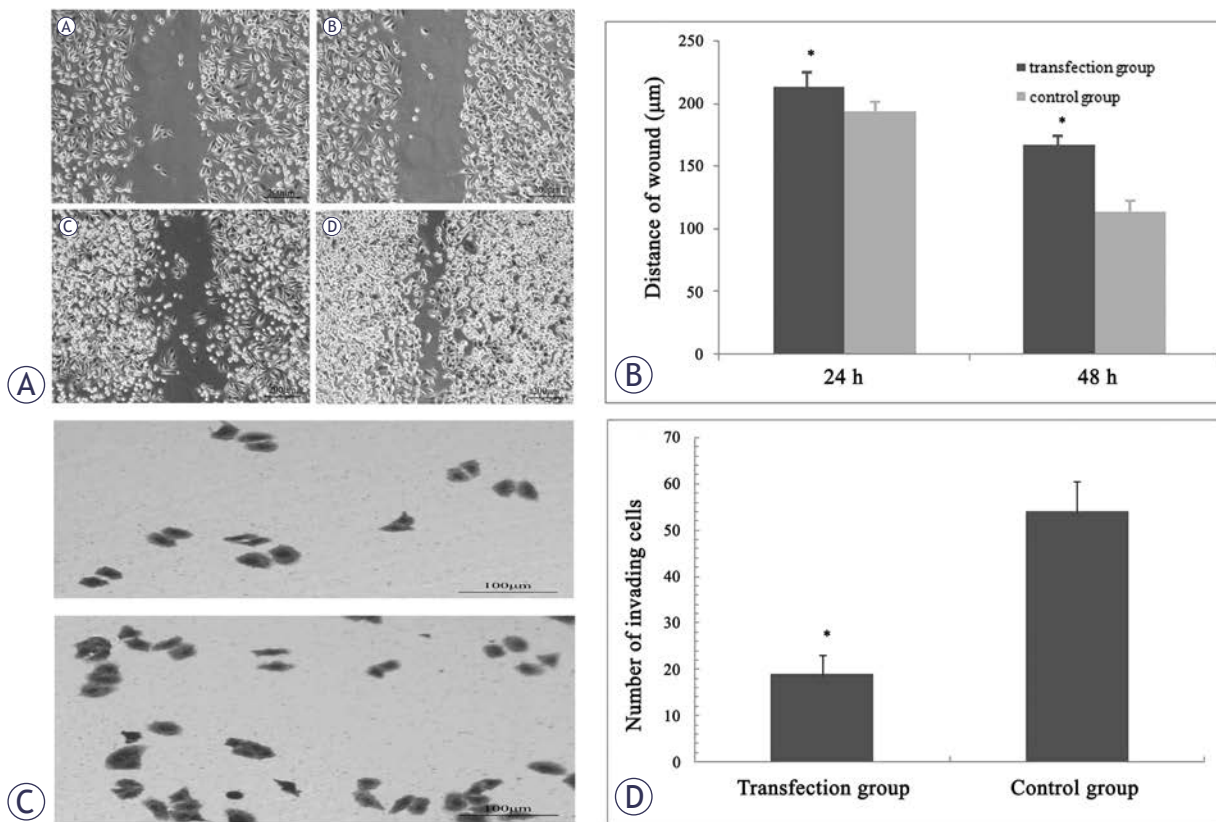 A
B
C
D
200μm
A
Distance of wound (μm)
250
200
150
100
50
0
*
*
transfection group
control group
24 h
48 h
B
100μm
100μm
C
Number of invading cells
70
60
50
40
30
20
10
0
*
Transfection group
Control group
D